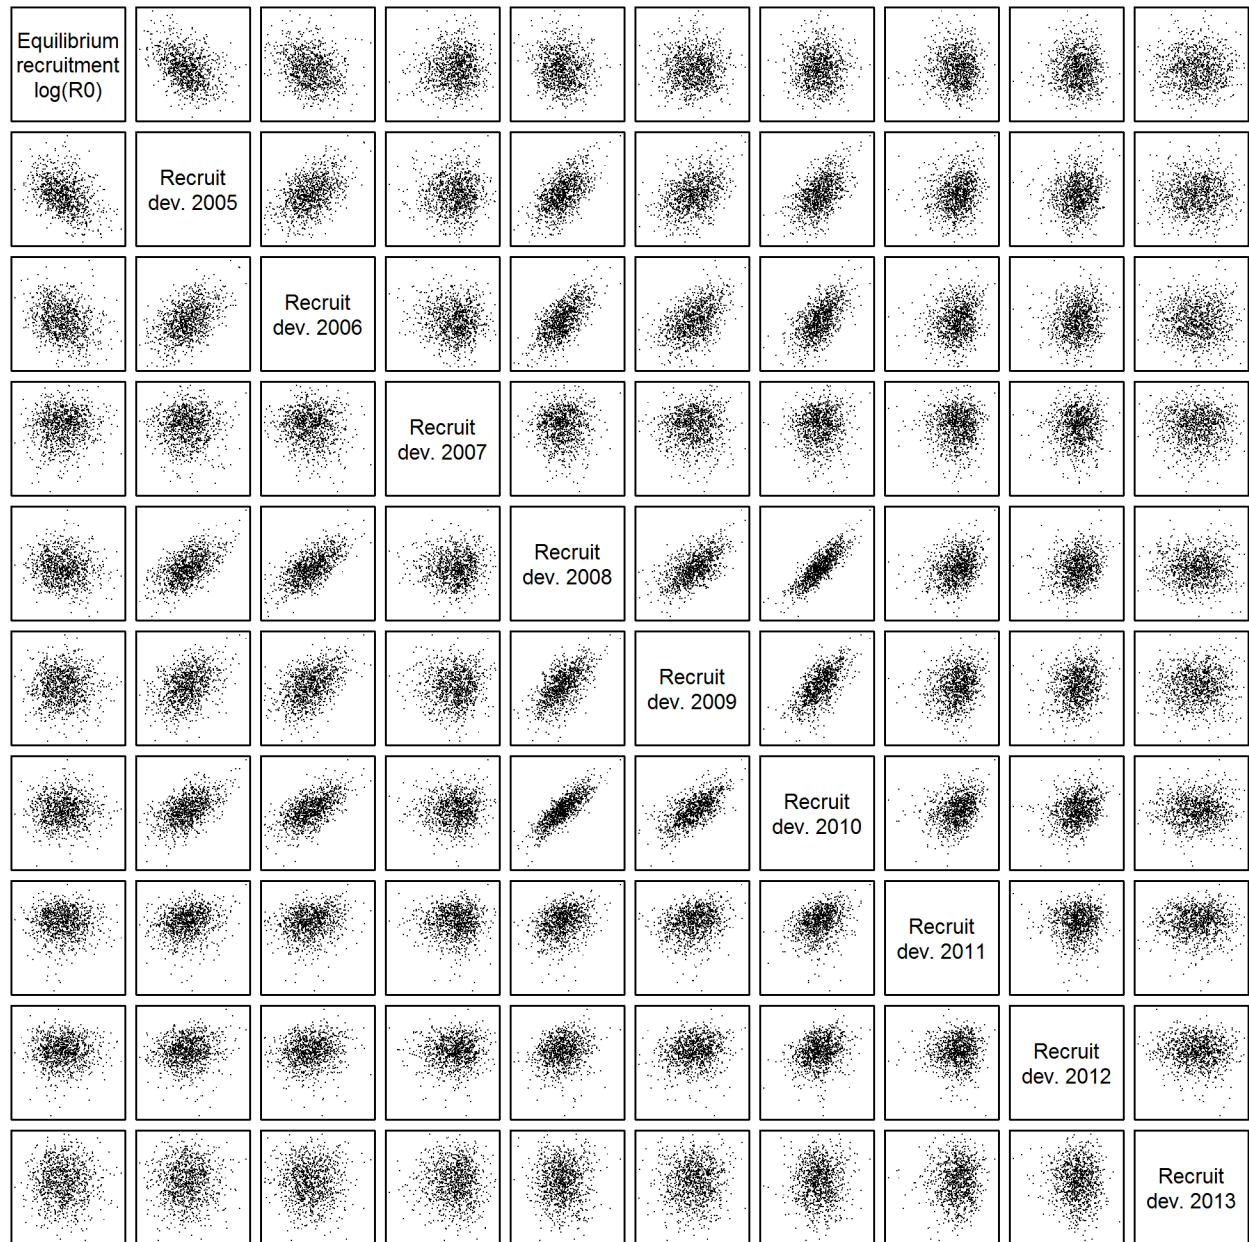 Equilibrium
recruitment
log(R0)
Recruit
dev. 2005
Recruit
dev. 2006
Recruit
dev. 2007
Recruit
dev. 2008
Recruit
dev. 2009
Recruit
dev. 2010
Recruit
dev. 2011
Recruit
dev. 2012
Recruit
dev. 2013